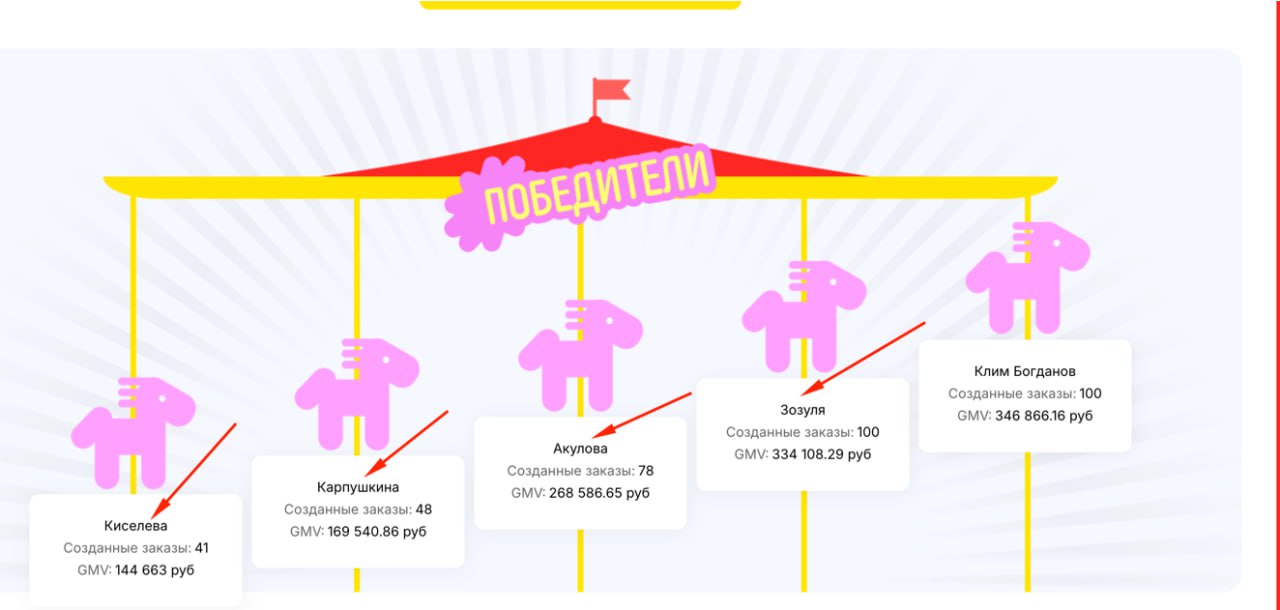 ПОБЕДИТЕЛИ
Киселева
Созданные заказы: 41
GMV: 144 663 руб
Карпушкина
Созданные заказы: 48
GMV: 169 540.86 руб
Акулова
Созданные заказы: 78
GMV: 268 586.65 руб
Зозуля
Созданные заказы: 100
GMV: 334 108.29 руб
Клим Богданов
Созданные заказы: 100
GMV: 346 866.16 руб